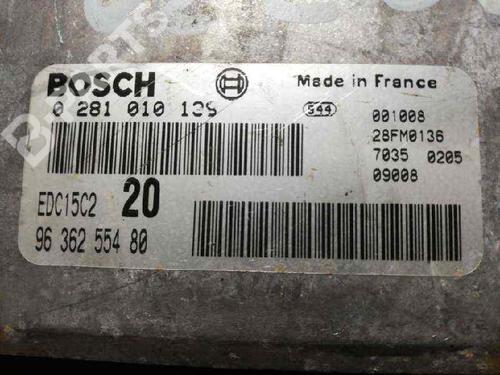 BOSCH
Made in France
0 281 010 139
S44
001008
28FM0136
7035 0205
09008
EDC15C2 20
96 362 554 80